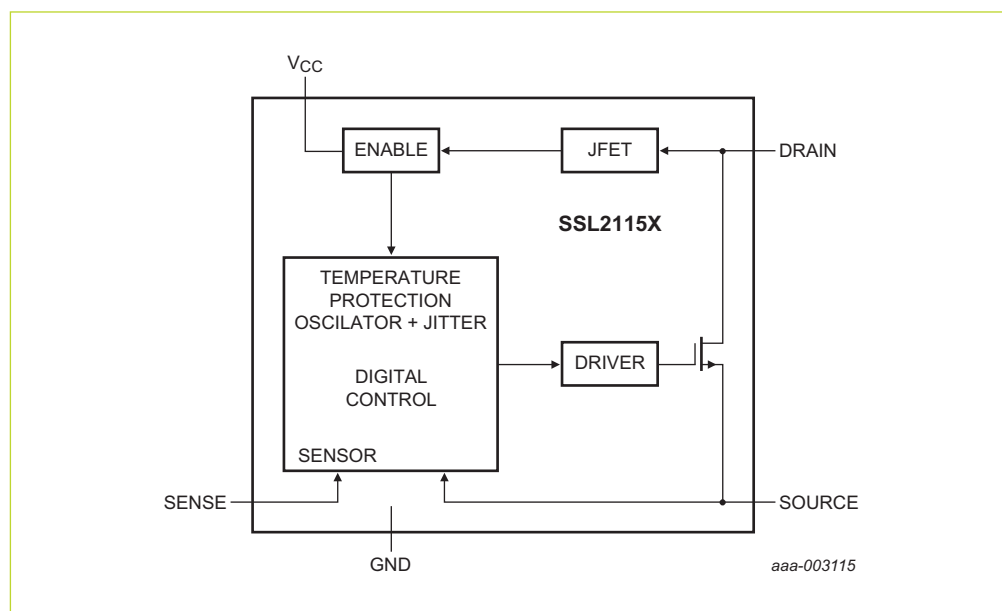 VCC
ENABLE
JFET
DRAIN
SSL2115X
TEMPERATURE
PROTECTION
OSCILATOR + JITTER
DIGITAL
CONTROL
DRIVER
SENSOR
SENSE
SOURCE
GND
aaa-003115